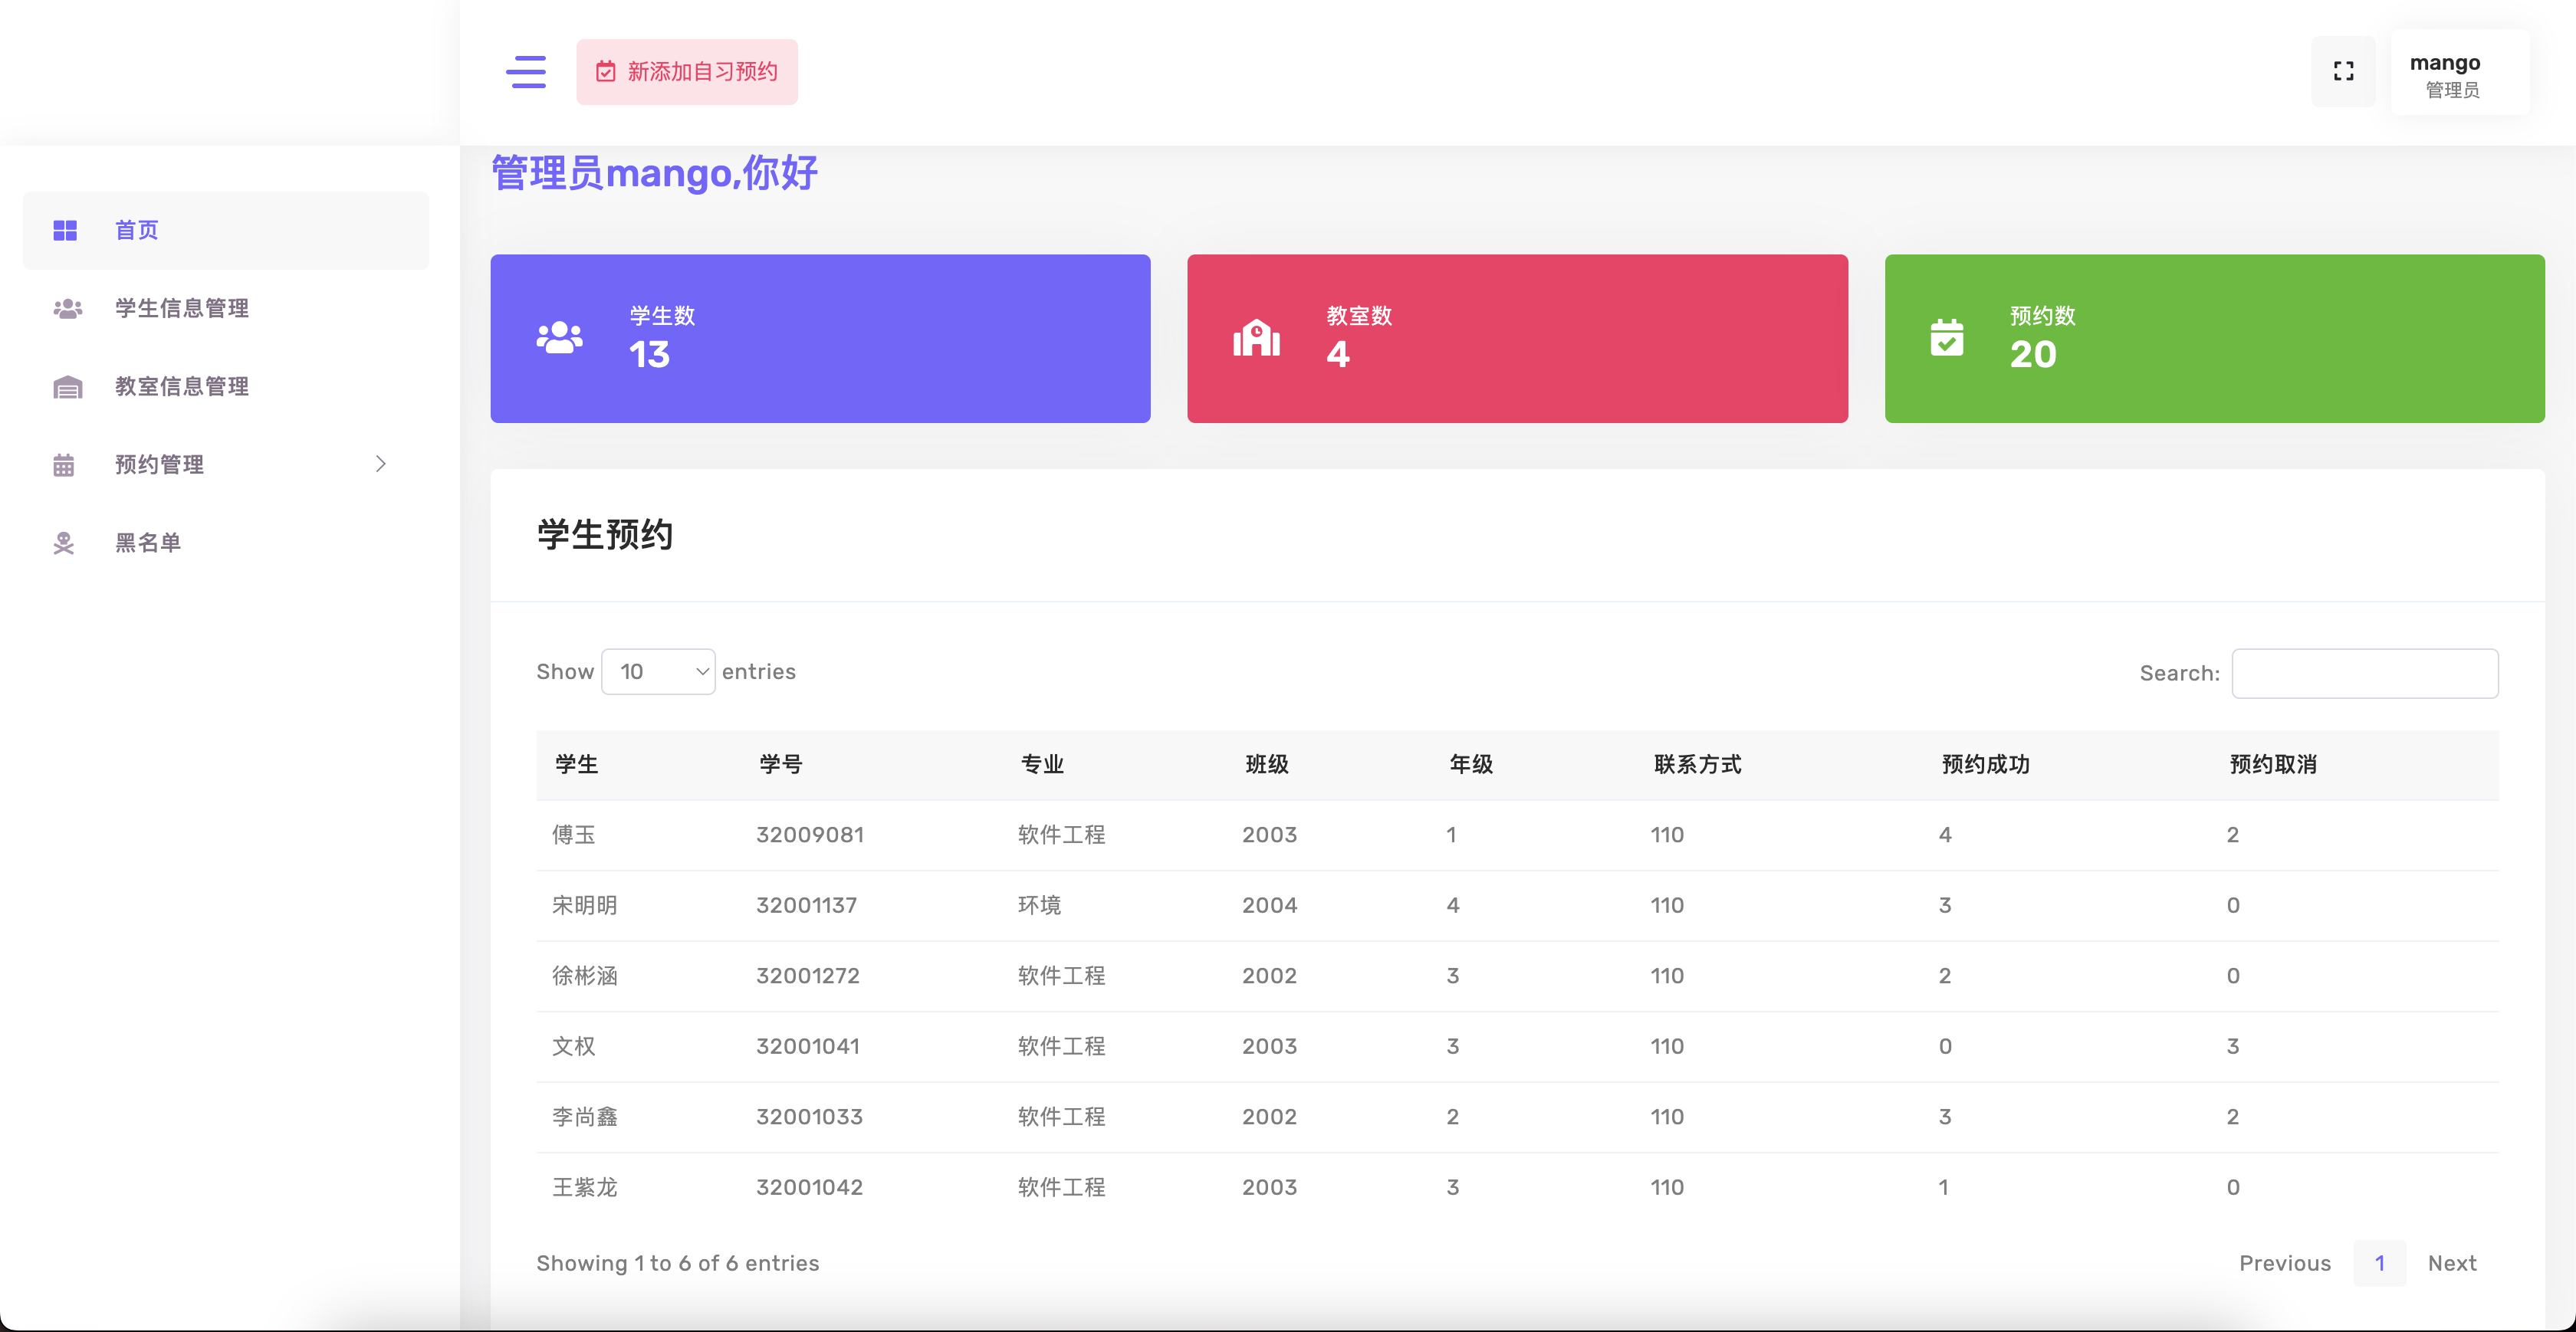 新添加自习预约
mango
管理员
管理员mango,你好
首页
学生信息管理
教室信息管理
预约管理
黑名单
学生数
13
教室数
4
预约数
20
学生预约
Show 10 entries
Search:
学生 学号 专业 班级 年级 联系方式 预约成功 预约取消
傅玉 32009081 软件工程 2003 1 110 4 2
宋明明 32001137 环境 2004 4 110 3 0
徐彬涵 32001272 软件工程 2002 3 110 2 0
文权 32001041 软件工程 2003 3 110 0 3
李尚鑫 32001033 软件工程 2002 2 110 3 2
王紫龙 32001042 软件工程 2003 3 110 1 0
Showing 1 to 6 of 6 entries
Previous 1 Next